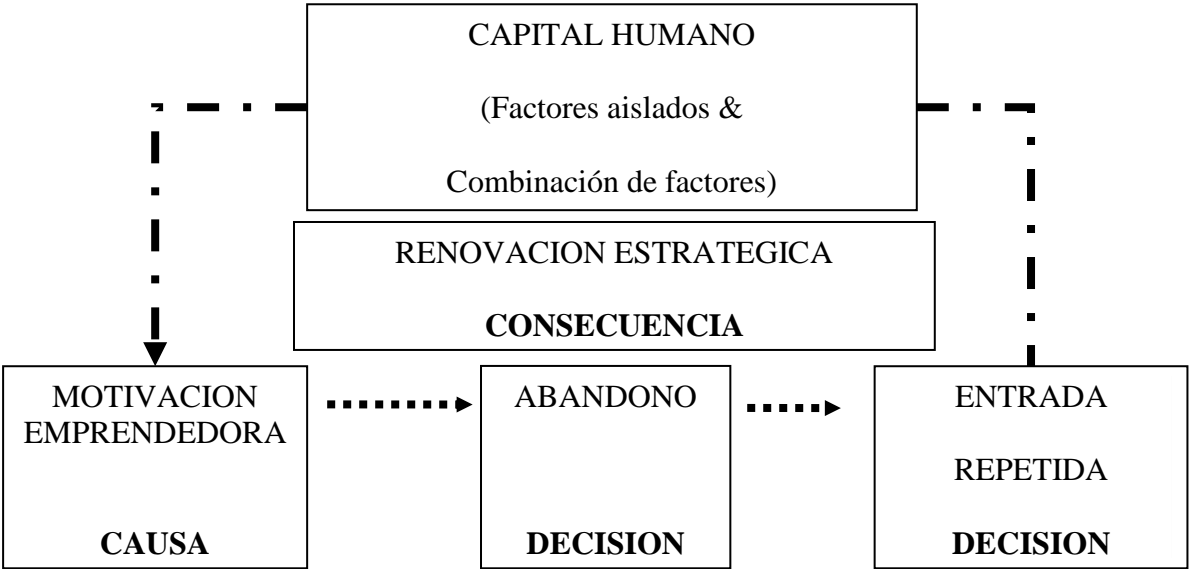 CAPITAL HUMANO
(Factores aislados &
Combinación de factores)
RENOVACION ESTRATEGICA
CONSECUENCIA
MOTIVACION
EMPRENDEDORA
CAUSA
ABANDONO
DECISION
ENTRADA
REPETIDA
DECISION